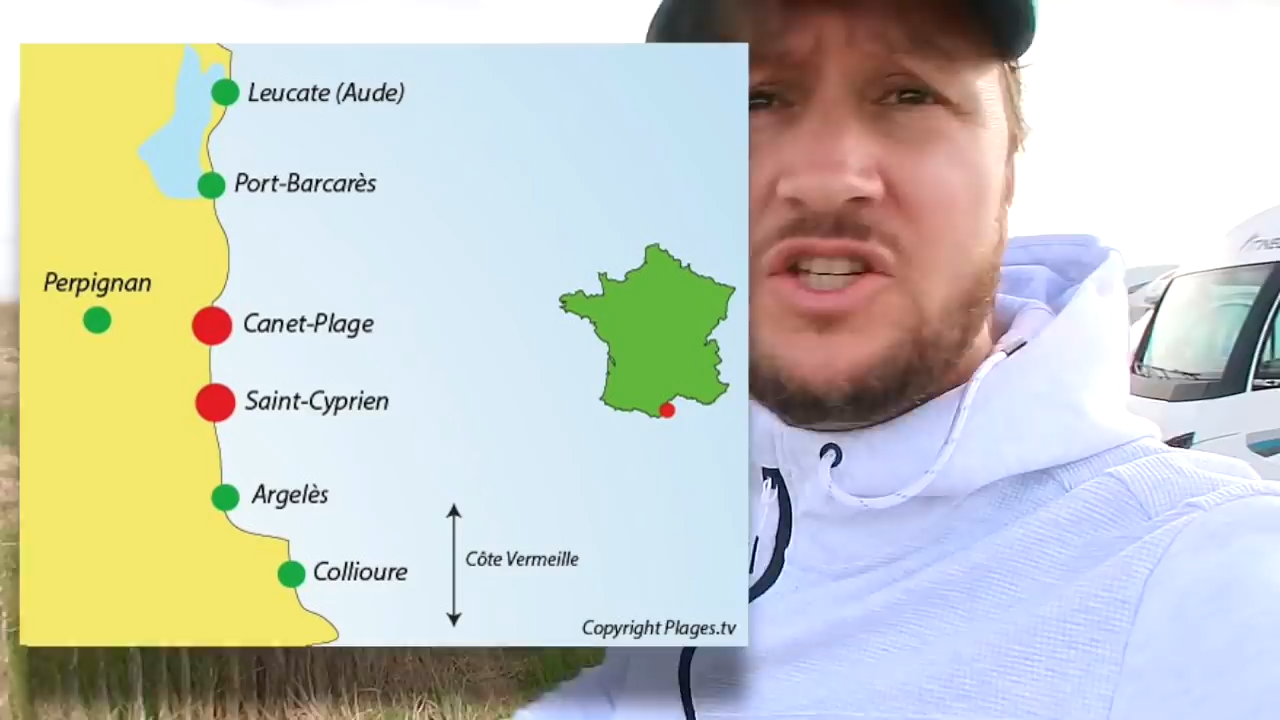 Leucate (Aude)
Port-Barcarès
Perpignan
Canet-Plage
Saint-Cyprien
Argelès
Côte Vermeille
Collioure
Copyright Plages.tv